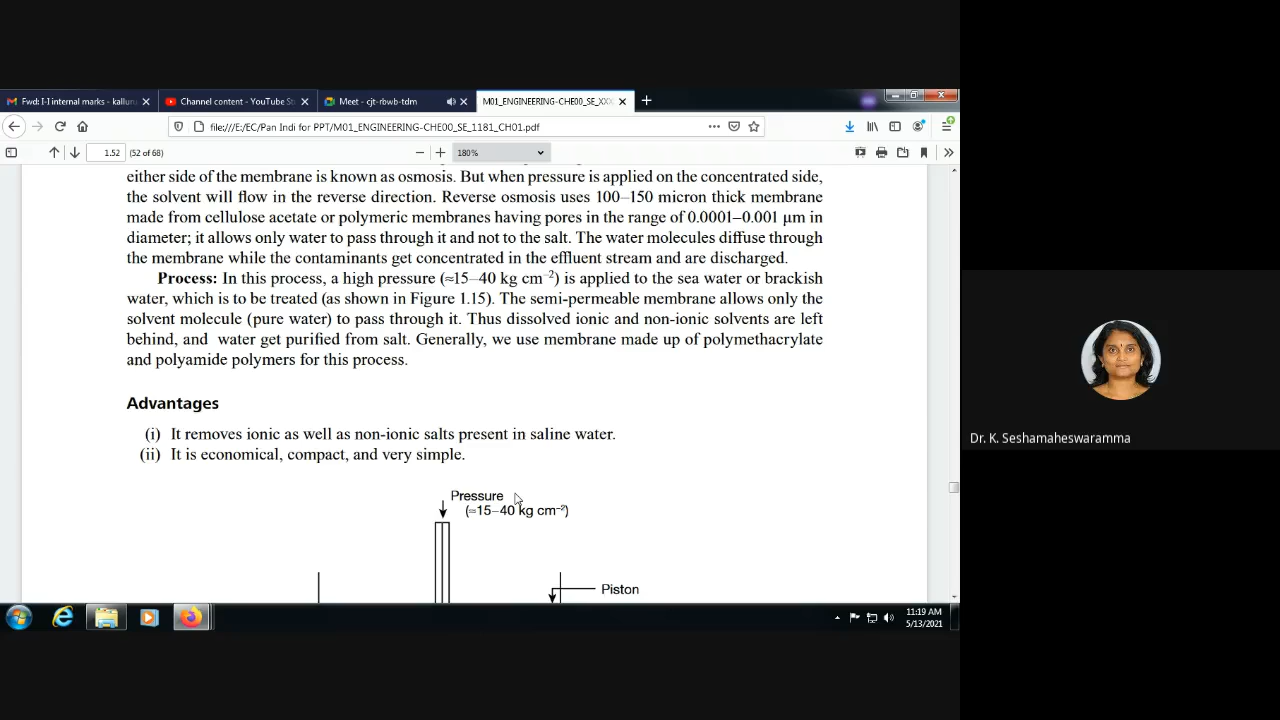 Fwd: I-I internal marks - kallur
Channel content - YouTube St
Meet - cjt-rbwb-tdm
M01_ENGINEERING-CHE00_SE_XXX
file:///E/EC/Pan Indi for PPT/M01_ENGINEERING-CHE00_SE_1181_CH01.pdf
1.52 (52 of 68) 180%
either side of the membrane is known as osmosis. But when pressure is applied on the concentrated side,
the solvent will flow in the reverse direction. Reverse osmosis uses 100–150 micron thick membrane
made from cellulose acetate or polymeric membranes having pores in the range of 0.0001–0.001 μm in
diameter; it allows only water to pass through it and not to the salt. The water molecules diffuse through
the membrane while the contaminants get concentrated in the effluent stream and are discharged.
Process: In this process, a high pressure (≈15–40 kg cm⁻²) is applied to the sea water or brackish
water, which is to be treated (as shown in Figure 1.15). The semi-permeable membrane allows only the
solvent molecule (pure water) to pass through it. Thus dissolved ionic and non-ionic solvents are left
behind, and water get purified from salt. Generally, we use membrane made up of polymethacrylate
and polyamide polymers for this process.
Advantages
(i) It removes ionic as well as non-ionic salts present in saline water.
(ii) It is economical, compact, and very simple.
Pressure
(≈15–40 kg cm⁻²)
Piston
Dr. K. Seshamaheswaramma
11:19 AM
5/13/2021